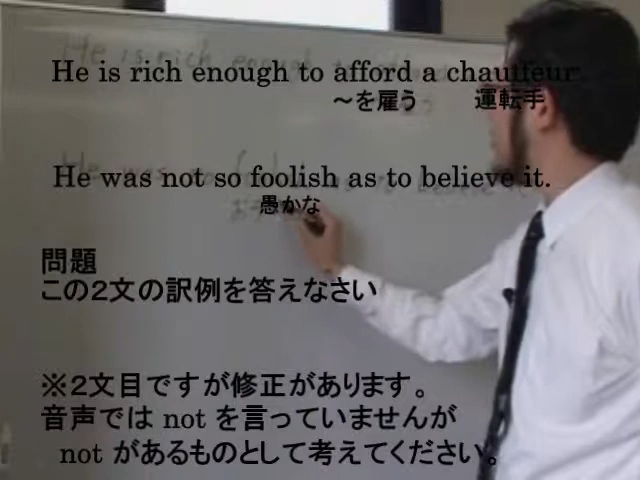 He is rich enough to afford a chauffeur.
～を雇う 運転手
He was not so foolish as to believe it.
愚かな
問題
この２文の訳例を答えなさい
※２文目ですが修正があります。
音声では not を言っていませんが
not があるものとして考えてください。